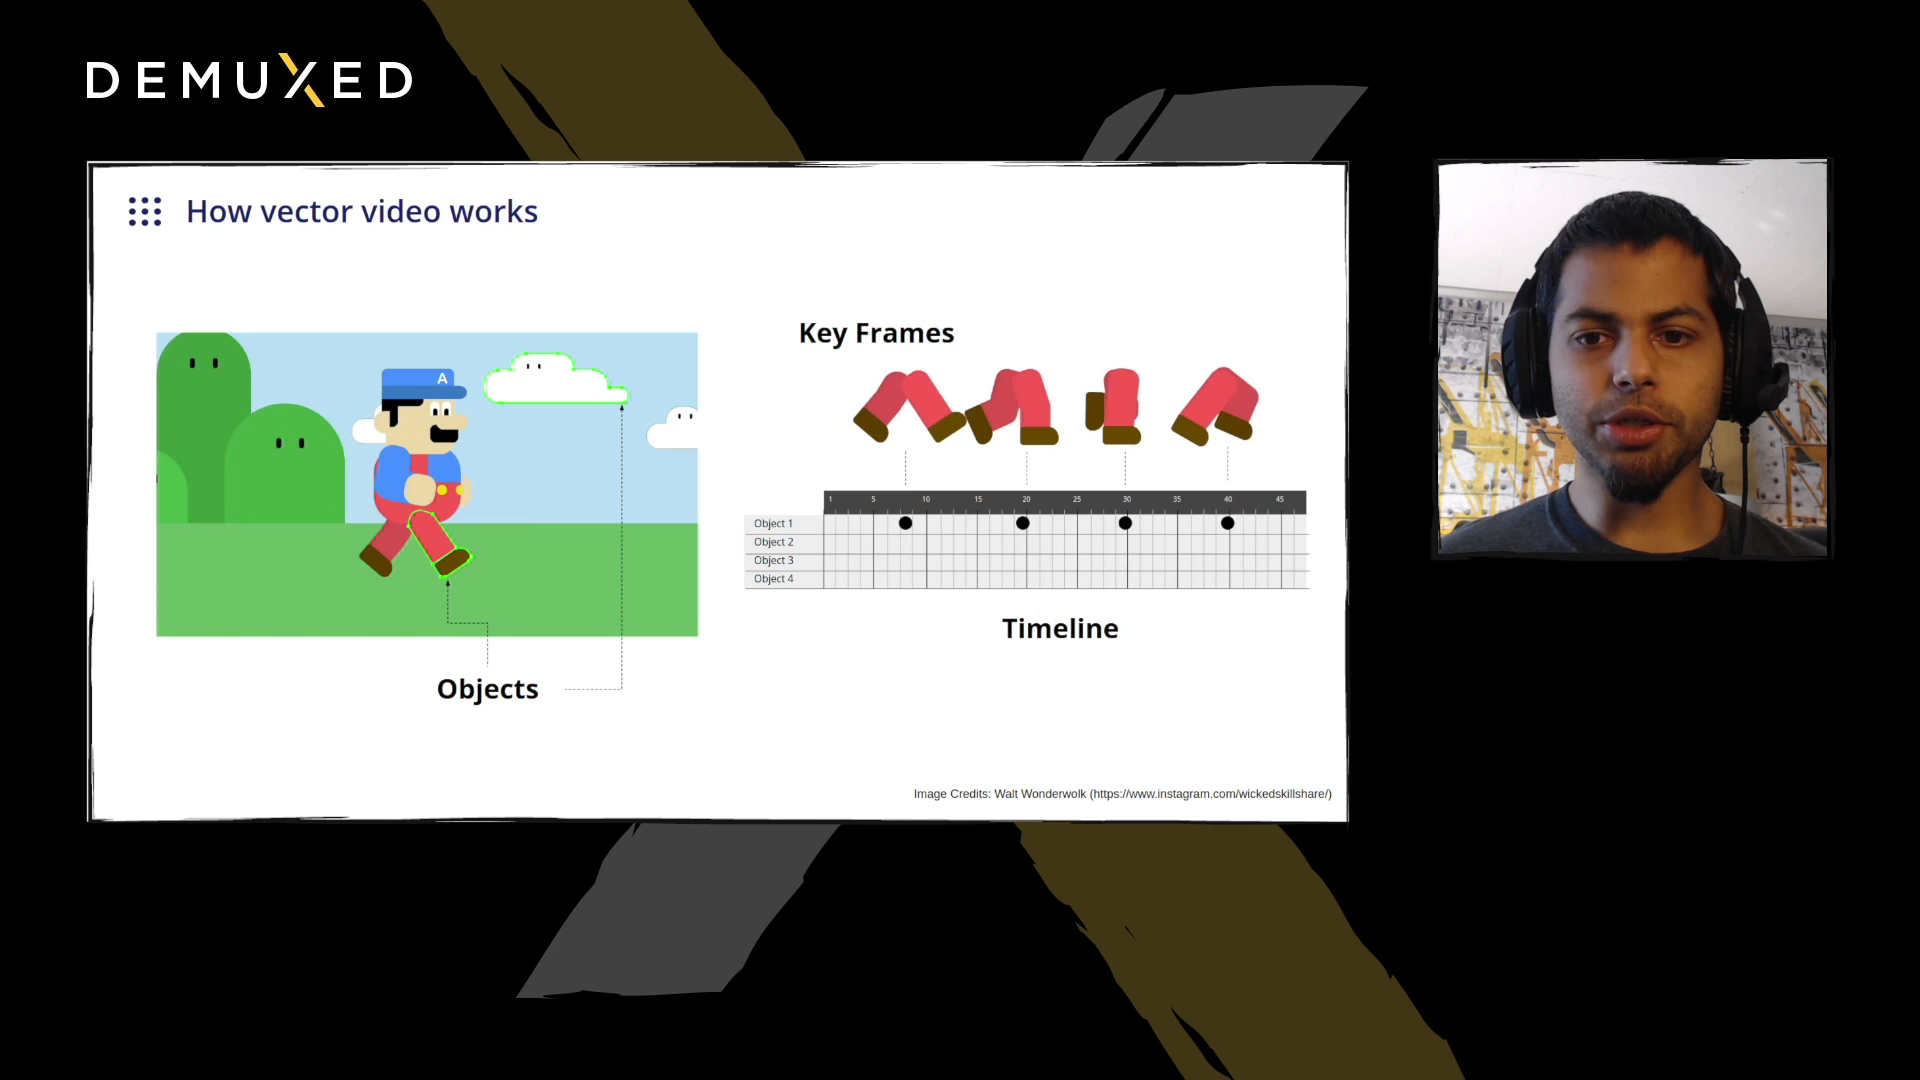 DEMUXED
How vector video works
A
Key Frames
1 5 10 15 20 25 30 35 40 45
Object 1
Object 2
Object 3
Object 4
Timeline
Objects
Image Credits: Walt Wonderwolk (https://www.instagram.com/wickedskillshare/)